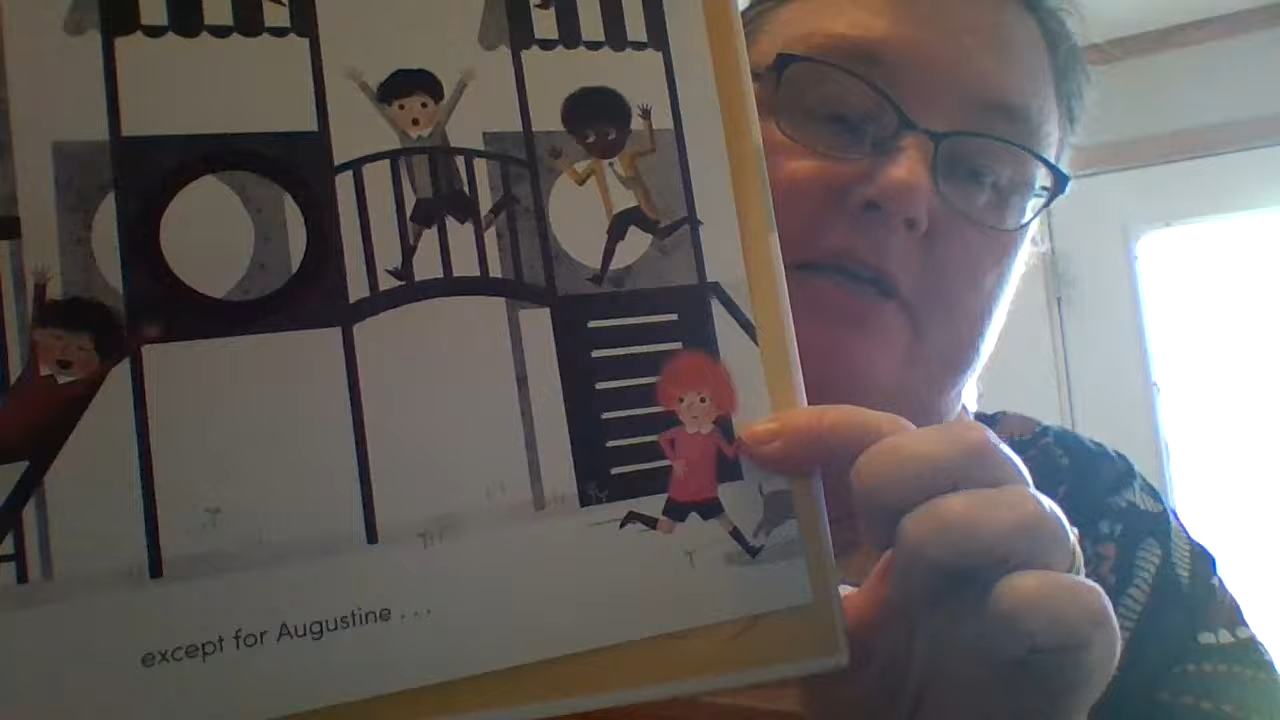 except for Augustine . . .